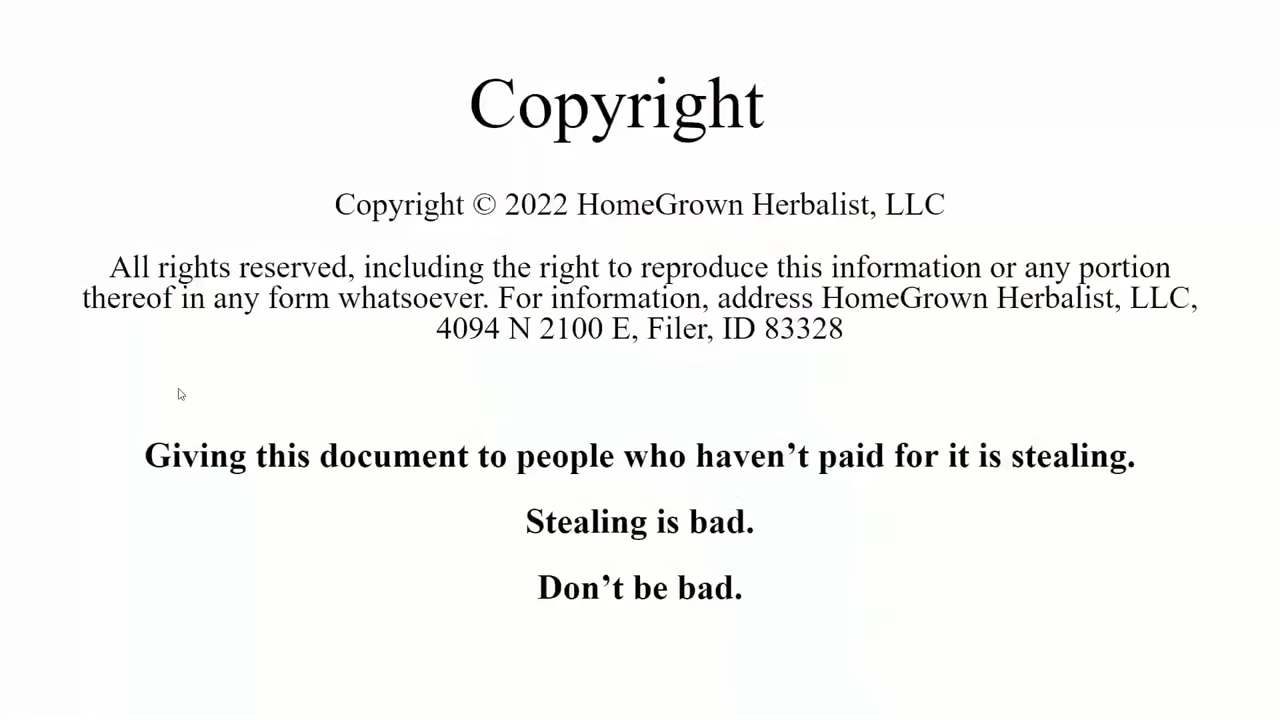 Copyright
Copyright © 2022 HomeGrown Herbalist, LLC
All rights reserved, including the right to reproduce this information or any portion
thereof in any form whatsoever. For information, address HomeGrown Herbalist, LLC,
4094 N 2100 E, Filer, ID 83328
Giving this document to people who haven’t paid for it is stealing.
Stealing is bad.
Don’t be bad.